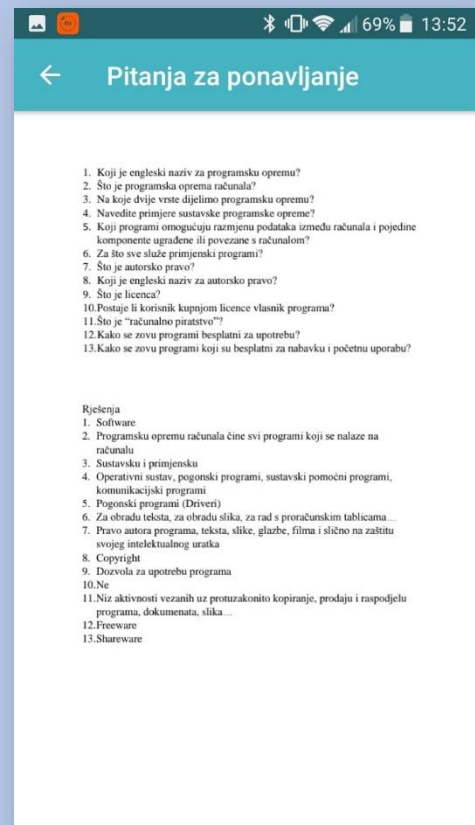 69% 13:52
Pitanja za ponavljanje
1. Koji je engleski naziv za programsku opremu?
2. Što je programska oprema računala?
3. Na koje dvije vrste dijelimo programsku opremu?
4. Navedite primjere sustavske programske opreme?
5. Koji programi omogućuju razmjenu podataka između računala i pojedine
komponente ugrađene ili povezane s računalom?
6. Za što sve služe primjenski programi?
7. Što je autorsko pravo?
8. Koji je engleski naziv za autorsko pravo?
9. Što je licenca?
10.Postaje li korisnik kupnjom licence vlasnik programa?
11.Što je “računalno piratstvo”?
12.Kako se zovu programi besplatni za upotrebu?
13.Kako se zovu programi koji su besplatni za nabavku i početnu uporabu?
Rješenja
1. Software
2. Programsku opremu računala čine svi programi koji se nalaze na
računalu
3. Sustavsku i primjensku
4. Operativni sustav, pogonski programi, sustavski pomoćni programi,
komunikacijski programi
5. Pogonski programi (Driveri)
6. Za obradu teksta, za obradu slika, za rad s proračunskim tablicama…
7. Pravo autora programa, teksta, slike, glazbe, filma i slično na zaštitu
svojeg intelektualnog uratka
8. Copyright
9. Dozvola za upotrebu programa
10.Ne
11.Niz aktivnosti vezanih uz protuzakonito kopiranje, prodaju i raspodjelu
programa, dokumenata, slika…
12.Freeware
13.Shareware